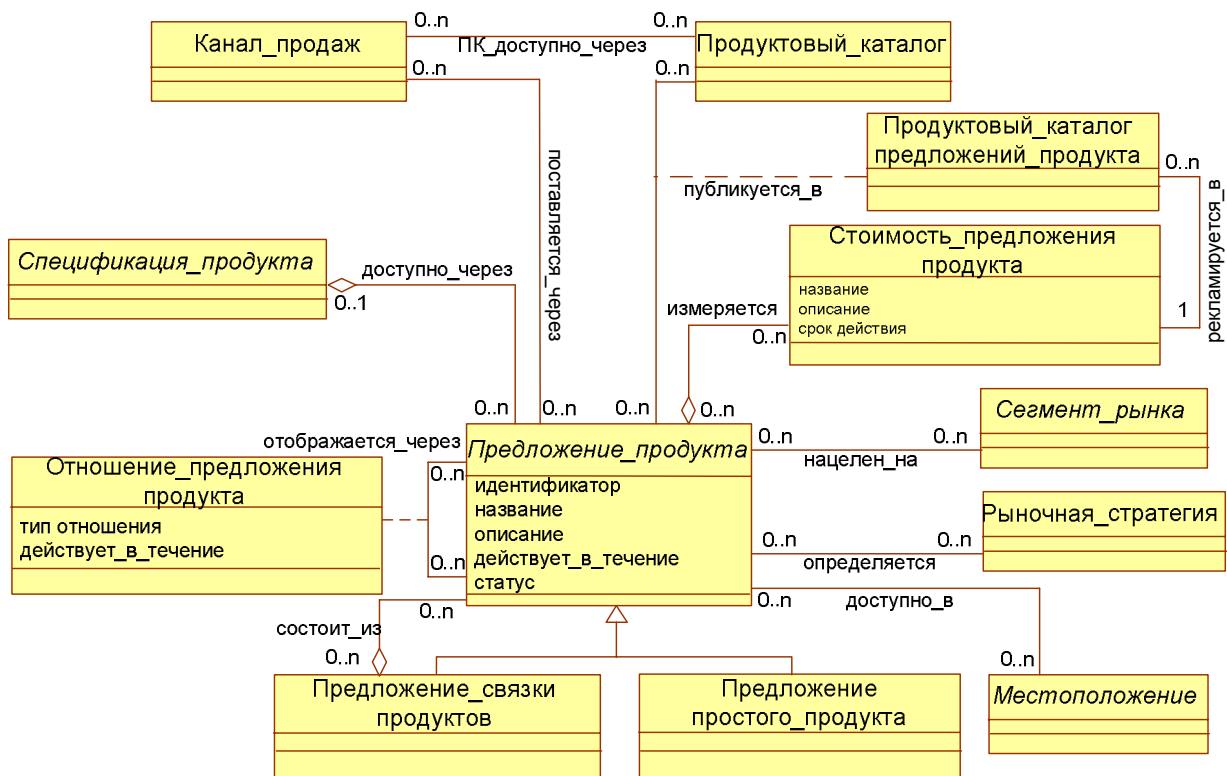 0..n
0..n
Канал_продаж
ПК_доступно_через
Продуктовый_каталог
0..n
0..n
Продуктовый_каталог
предложений_продукта
0..n
публикуется_в
поставляется_через
рекламируется_в
Стоимость_предложения
продукта
название
описание
срок действия
1
Спецификация_продукта
доступно_через
0..1
измеряется
0..n
0..n
0..n
0..n
0..n
Сегмент_рынка
отображается_через
Предложение_продукта
0..n
0..n
нацелен_на
0..n
Отношение_предложения
продукта
тип отношения
действует_в_течение
идентификатор
название
описание
действует_в_течение
статус
Рыночная_стратегия
0..n
0..n
определяется
0..n
0..n
доступно_в
0..n
состоит_из
0..n
0..n
Предложение_связки
продуктов
Предложение
простого_продукта
Местоположение